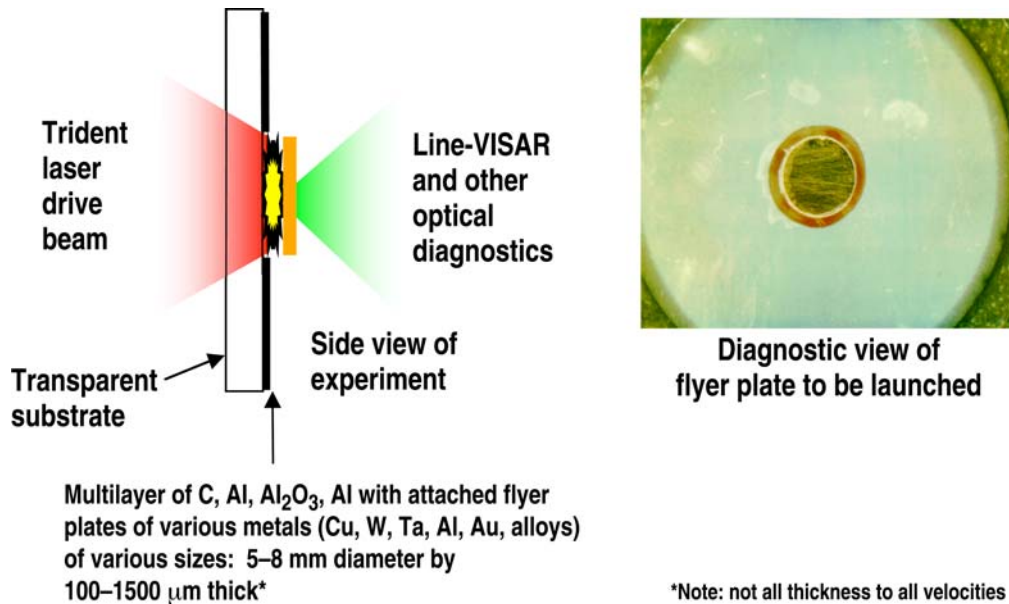 Trident
laser
drive
beam
Line-VISAR
and other
optical
diagnostics
Side view of
experiment
Transparent
substrate
Multilayer of C, Al, Al₂O₃, Al with attached flyer
plates of various metals (Cu, W, Ta, Al, Au, alloys)
of various sizes: 5–8 mm diameter by
100–1500 μm thick*
Diagnostic view of
flyer plate to be launched
*Note: not all thickness to all velocities